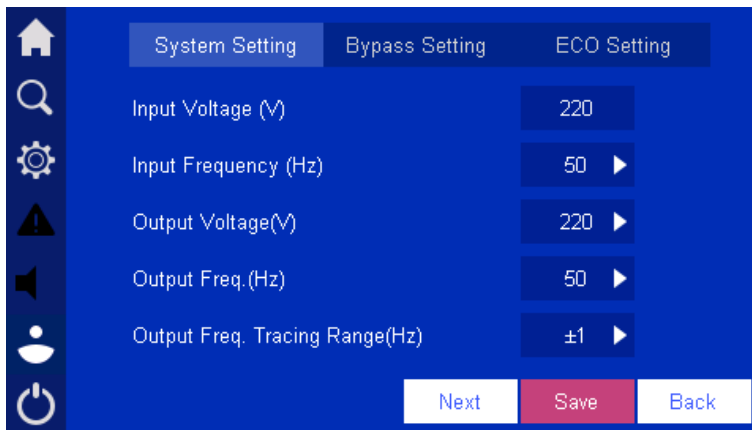 System Setting Bypass Setting ECO Setting
Input Voltage (V) 220
Input Frequency (Hz) 50
Output Voltage(V) 220
Output Freq.(Hz) 50
Output Freq. Tracing Range(Hz) ±1
Next Save Back